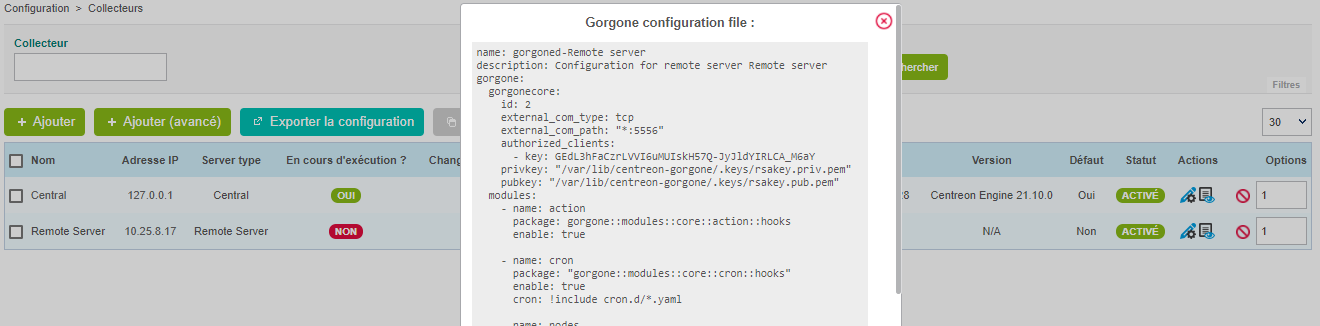 Configuration > Collecteurs
Gorgone configuration file :
Collecteur
hercher
Filtres
+ Ajouter
+ Ajouter (avancé)
Exporter la configuration
30
name: gorgoned-Remote server
description: Configuration for remote server Remote server
gorgone:
gorgonecore:
id: 2
external_com_type: tcp
external_com_path: "*:5556"
authorized_clients:
- key: GEdL3hFaCzrLVVI6uMUIskH57Q-JyJldYIRLCA_M6aY
privkey: "/var/lib/centreon-gorgone/.keys/rsakey.priv.pem"
pubkey: "/var/lib/centreon-gorgone/.keys/rsakey.pub.pem"
modules:
- name: action
package: gorgone::modules::core::action::hooks
enable: true
- name: cron
package: "gorgone::modules::core::cron::hooks"
enable: true
cron: !include cron.d/*.yaml
name: nodes
Nom Adresse IP Server type En cours d'exécution ? Chang Version Défaut Statut Actions Options
Central 127.0.0.1 Central OUI 28 Centreon Engine 21.10.0 Oui ACTIVÉ 1
Remote Server 10.25.8.17 Remote Server NON N/A Non ACTIVÉ 1